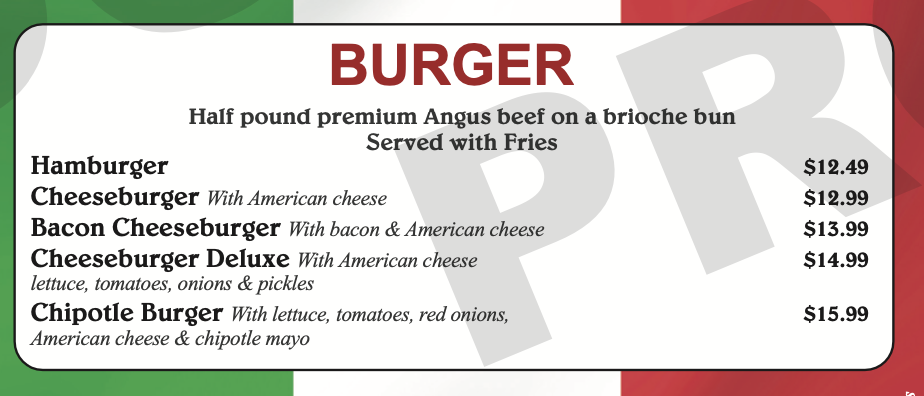 BURGER
Half pound premium Angus beef on a brioche bun
Served with Fries
Hamburger $12.49
Cheeseburger With American cheese $12.99
Bacon Cheeseburger With bacon & American cheese $13.99
Cheeseburger Deluxe With American cheese $14.99
lettuce, tomatoes, onions & pickles
Chipotle Burger With lettuce, tomatoes, red onions, $15.99
American cheese & chipotle mayo
PR